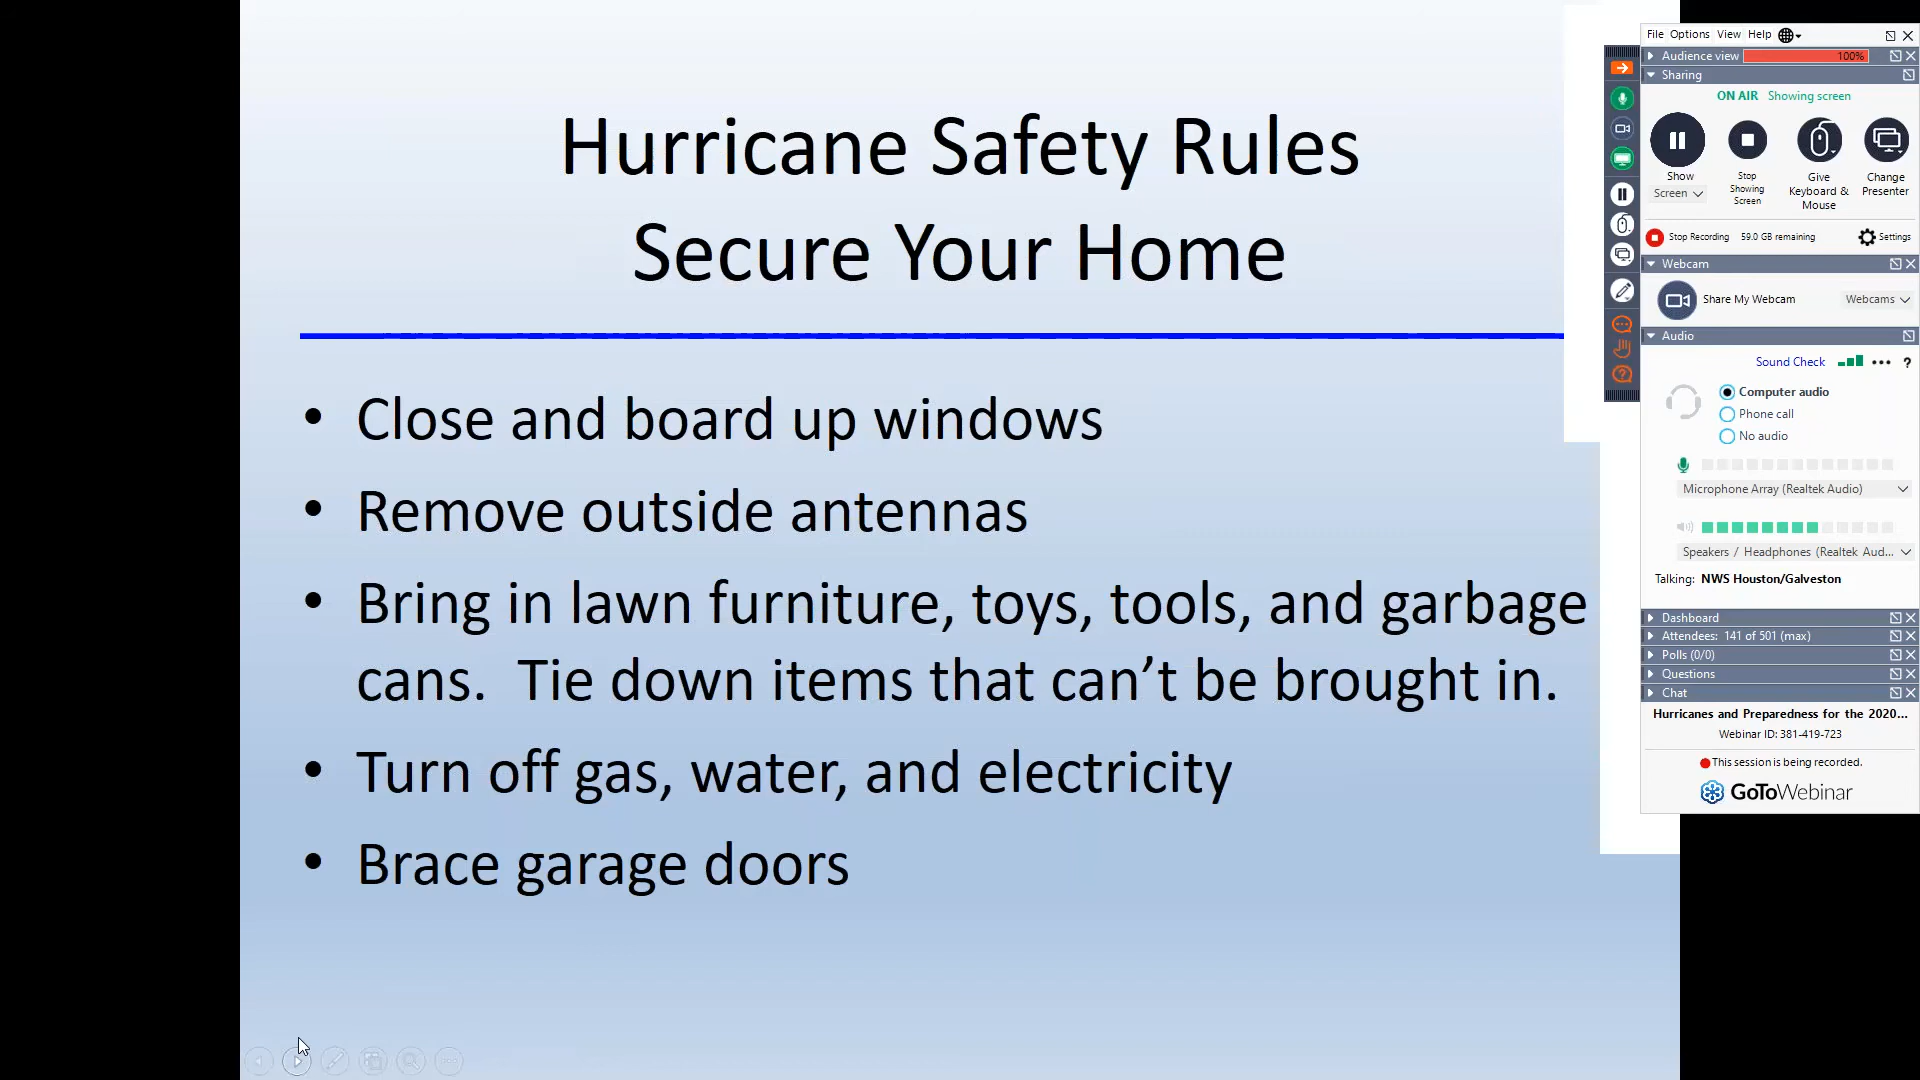 Hurricane Safety Rules
Secure Your Home
• Close and board up windows
• Remove outside antennas
• Bring in lawn furniture, toys, tools, and garbage
cans.  Tie down items that can’t be brought in.
• Turn off gas, water, and electricity
• Brace garage doors
File Options View Help
Audience view 100%
Sharing
ON AIR Showing screen
Show
Screen
Stop
Showing
Screen
Give
Keyboard &
Mouse
Change
Presenter
Stop Recording 59.0 GB remaining Settings
Webcam
Share My Webcam Webcams
Audio
Sound Check ?
Computer audio
Phone call
No audio
Microphone Array (Realtek Audio)
Speakers / Headphones (Realtek Aud...
Talking: NWS Houston/Galveston
Dashboard
Attendees: 141 of 501 (max)
Polls (0/0)
Questions
Chat
Hurricanes and Preparedness for the 2020...
Webinar ID: 381-419-723
This session is being recorded.
GoToWebinar